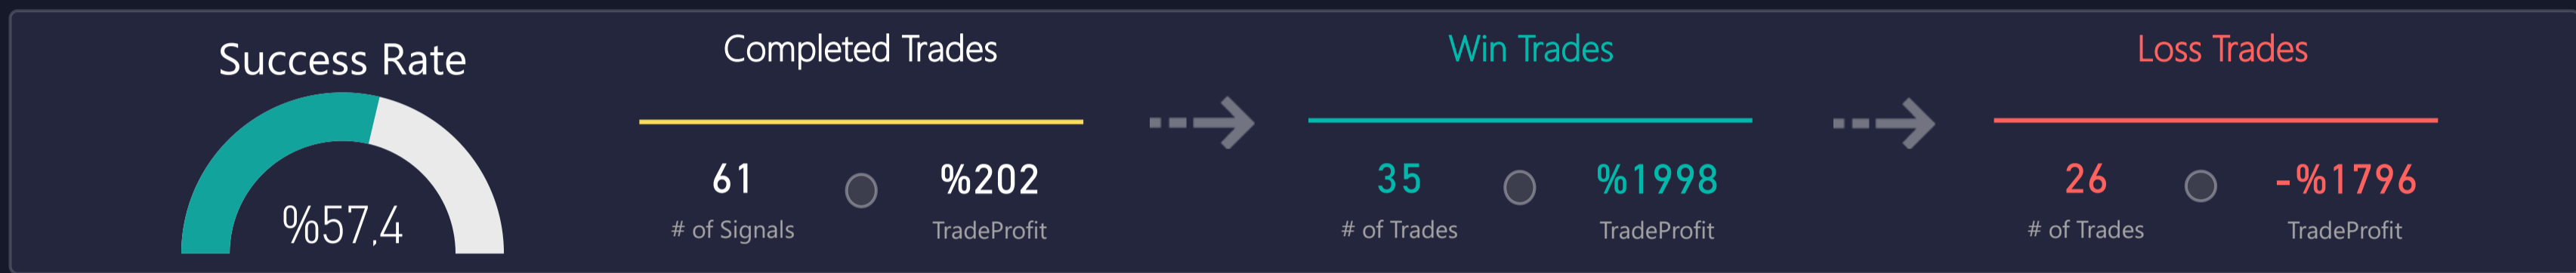 Success Rate
%57,4
Completed Trades
61
# of Signals
%202
TradeProfit
Win Trades
35
# of Trades
%1998
TradeProfit
Loss Trades
26
# of Trades
-%1796
TradeProfit